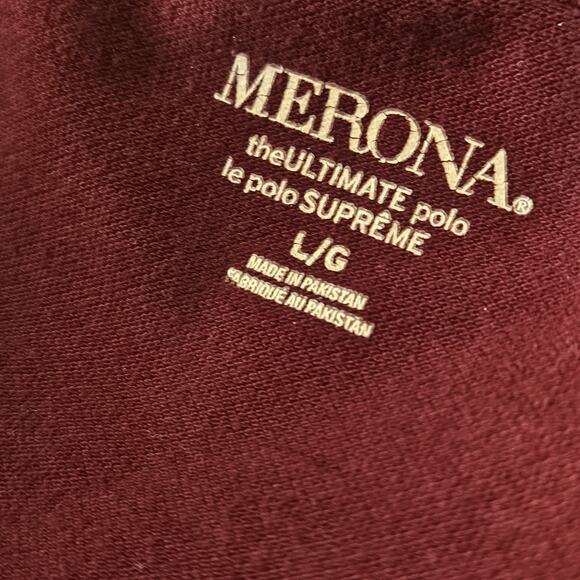 MERONA®
theULTIMATE polo
le polo SUPRÊME
L/G
MADE IN PAKISTAN
FABRIQUÉ AU PAKISTAN